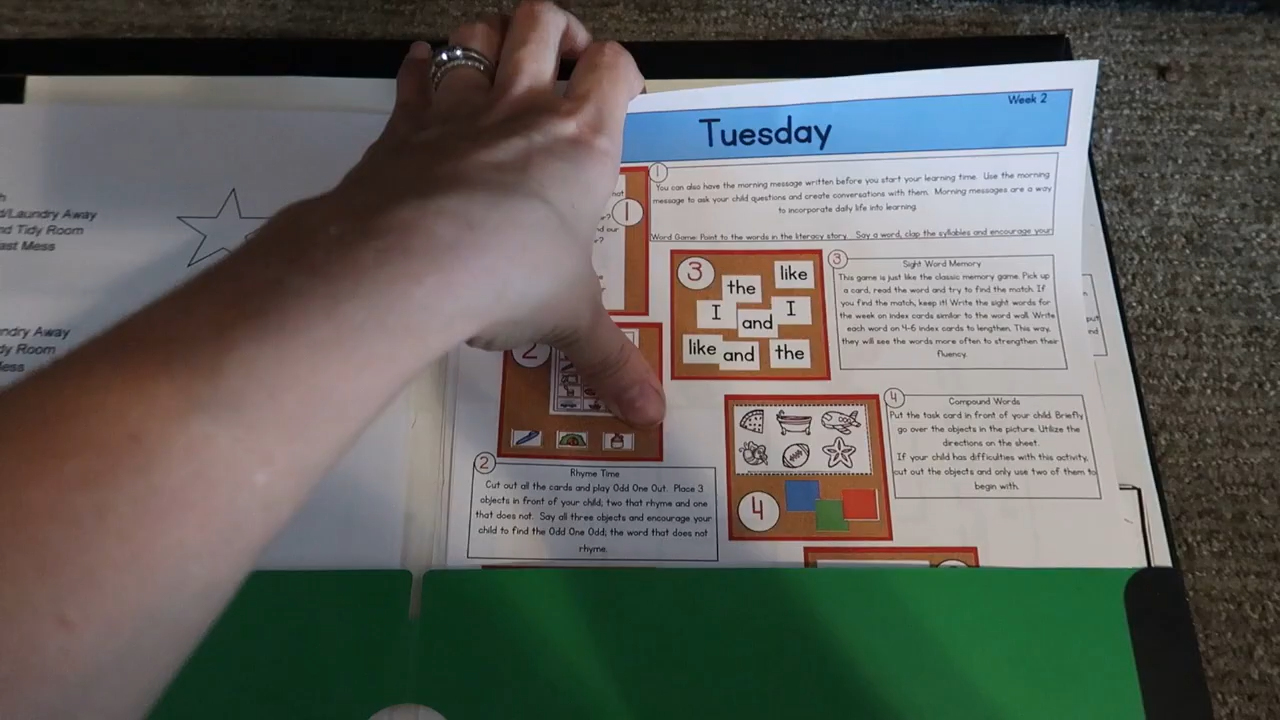 Week 2
Tuesday
1
You can also have the morning message written before you start your learning time. Use the morning
message to ask your child questions and create conversations with them. Morning messages are a way
to incorporate daily life into learning.
Word Game: Point to the words in the literacy story. Say a word, clap the syllables and encourage your
1
3
like
the
I
I
and
like
and
the
3
Sight Word Memory
This game is just like the classic memory game. Pick up
a card, read the word and try to find the match. If
you find the match, keep it! Write the sight words for
the week on index cards similar to the word wall. Write
each word on 4-6 index cards to lengthen. This way,
they will see the words more often to strengthen their
fluency.
2
2
Rhyme Time
Cut out all the cards and play Odd One Out. Place 3
objects in front of your child; two that rhyme and one
that does not. Say all three objects and encourage your
child to find the Odd One Odd; the word that does not
rhyme.
4
4
Compound Words
Put the task card in front of your child. Briefly
go over the objects in the picture. Utilize the
directions on the sheet.
If your child has difficulties with this activity,
cut out the objects and only use two of them to
begin with.
d/Laundry Away
nd Tidy Room
ast Mess
ndry Away
dy Room
less